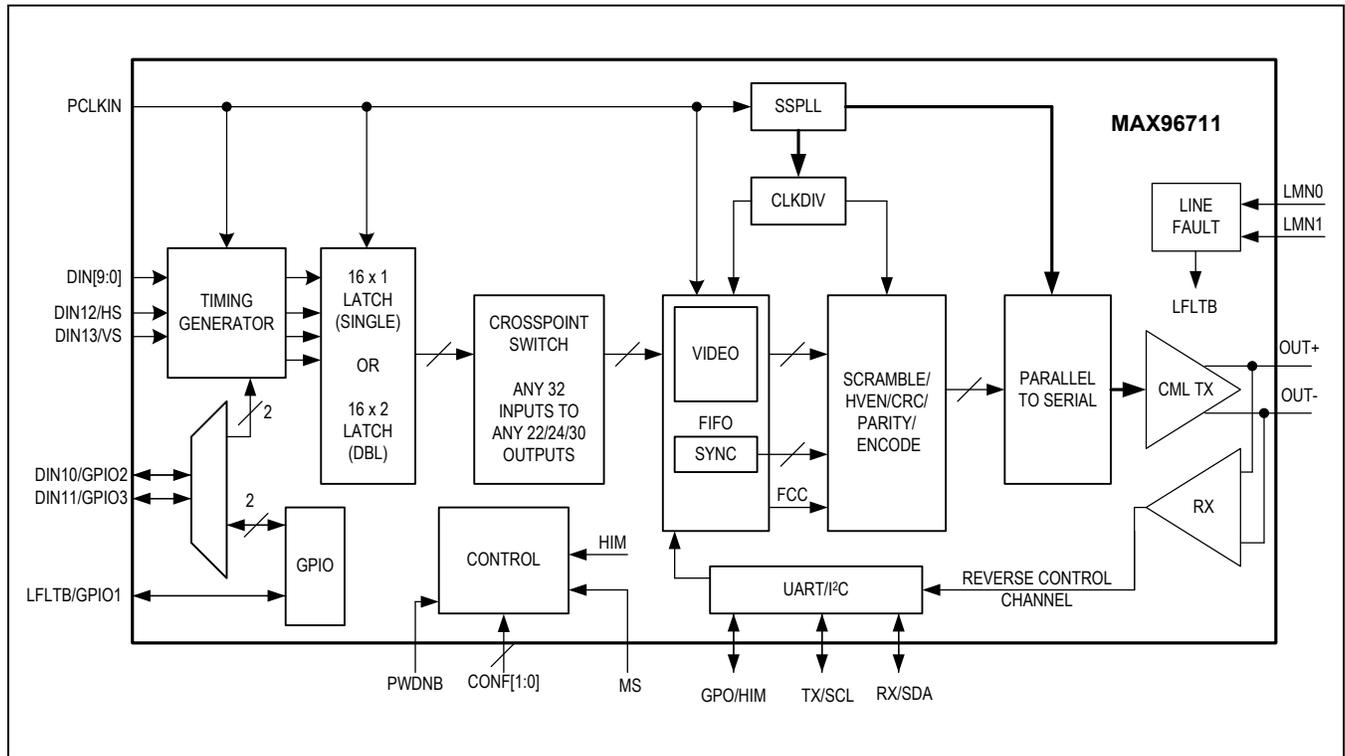 PCLKIN
SSPLL
MAX96711
CLKDIV
LINE
FAULT
LMN0
LMN1
LFLTB
DIN[9:0]
DIN12/HS
DIN13/VS
TIMING
GENERATOR
16 x 1
LATCH
(SINGLE)
OR
16 x 2
LATCH
(DBL)
CROSSPOINT
SWITCH
ANY 32
INPUTS TO
ANY 22/24/30
OUTPUTS
VIDEO
FIFO
SYNC
FCC
SCRAMBLE/
HVEN/CRC/
PARITY/
ENCODE
PARALLEL
TO SERIAL
CML TX
OUT+
OUT-
RX
2
DIN10/GPIO2
DIN11/GPIO3
2
GPIO
LFLTB/GPIO1
CONTROL
HIM
UART/I²C
REVERSE CONTROL
CHANNEL
PWDNB
CONF[1:0]
MS
GPO/HIM
TX/SCL
RX/SDA